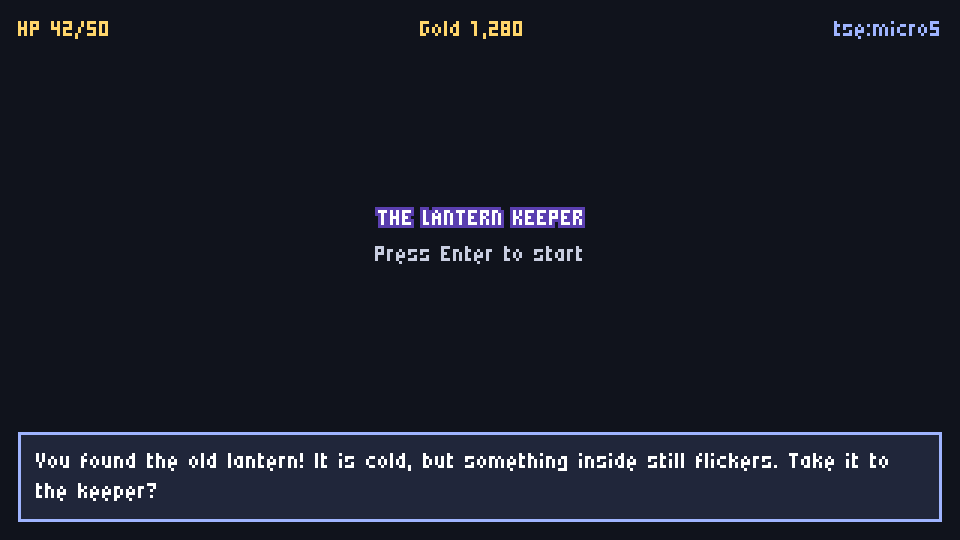 HP 42/50
Gold 1,280
tse:micro5
THE LANTERN KEEPER
Press Enter to start
You found the old lantern! It is cold, but something inside still flickers. Take it to
the keeper?